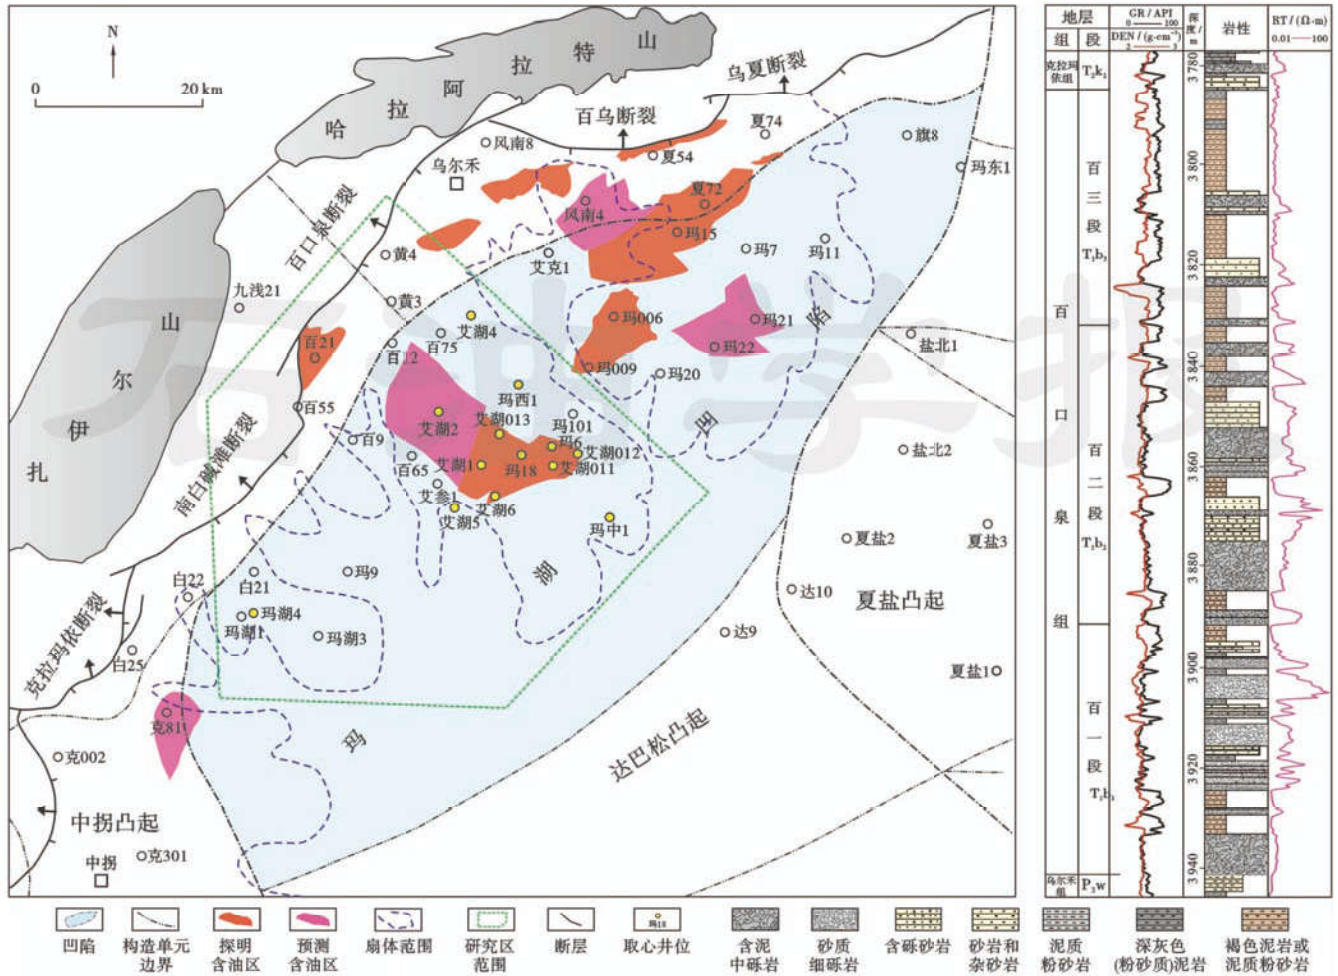 N
0 20 km
哈拉阿拉特山
扎伊尔山
乌夏断裂
百乌断裂
夏74
旗8
玛东1
风南8
夏54
乌尔禾
夏72
风南4
玛15
百口泉断裂
黄4
艾克1
玛7
玛11
九浅21
黄3
艾湖4
玛006
玛21
百21
百12
百75
玛22
盐北1
玛009
玛20
百55
玛西1
艾湖2
艾湖013
玛101
百9
玛6
艾湖012
盐北2
南白碱滩断裂
百65
艾湖1
玛18
艾湖011
艾参1
艾湖6
艾湖5
玛中1
夏盐2
夏盐3
白22
白21
玛9
达10
夏盐凸起
玛湖4
玛湖1
玛湖3
达9
克拉玛依断裂
白25
夏盐1
克81
玛湖凹陷
达巴松凸起
克002
中拐凸起
中拐
克301
石油学报
地层
GR / API
0 100
深度/m
岩性
RT / (Ω·m)
组
段
DEN / (g·cm⁻³)
2 3
0.01 100
克拉玛依组
T₂k₁
3 780
百口泉组
百三段
T₁b₃
3 800
3 820
3 840
百二段
T₁b₂
3 860
3 880
3 900
百一段
T₁b₁
3 920
3 940
乌尔禾组
P₃w
凹陷
构造单元边界
探明含油区
预测含油区
扇体范围
研究区范围
断层
玛18
取心井位
含泥中砾岩
砂质细砾岩
含砾砂岩
砂岩和杂砂岩
泥质粉砂岩
深灰色(粉砂质)泥岩
褐色泥岩或泥质粉砂岩